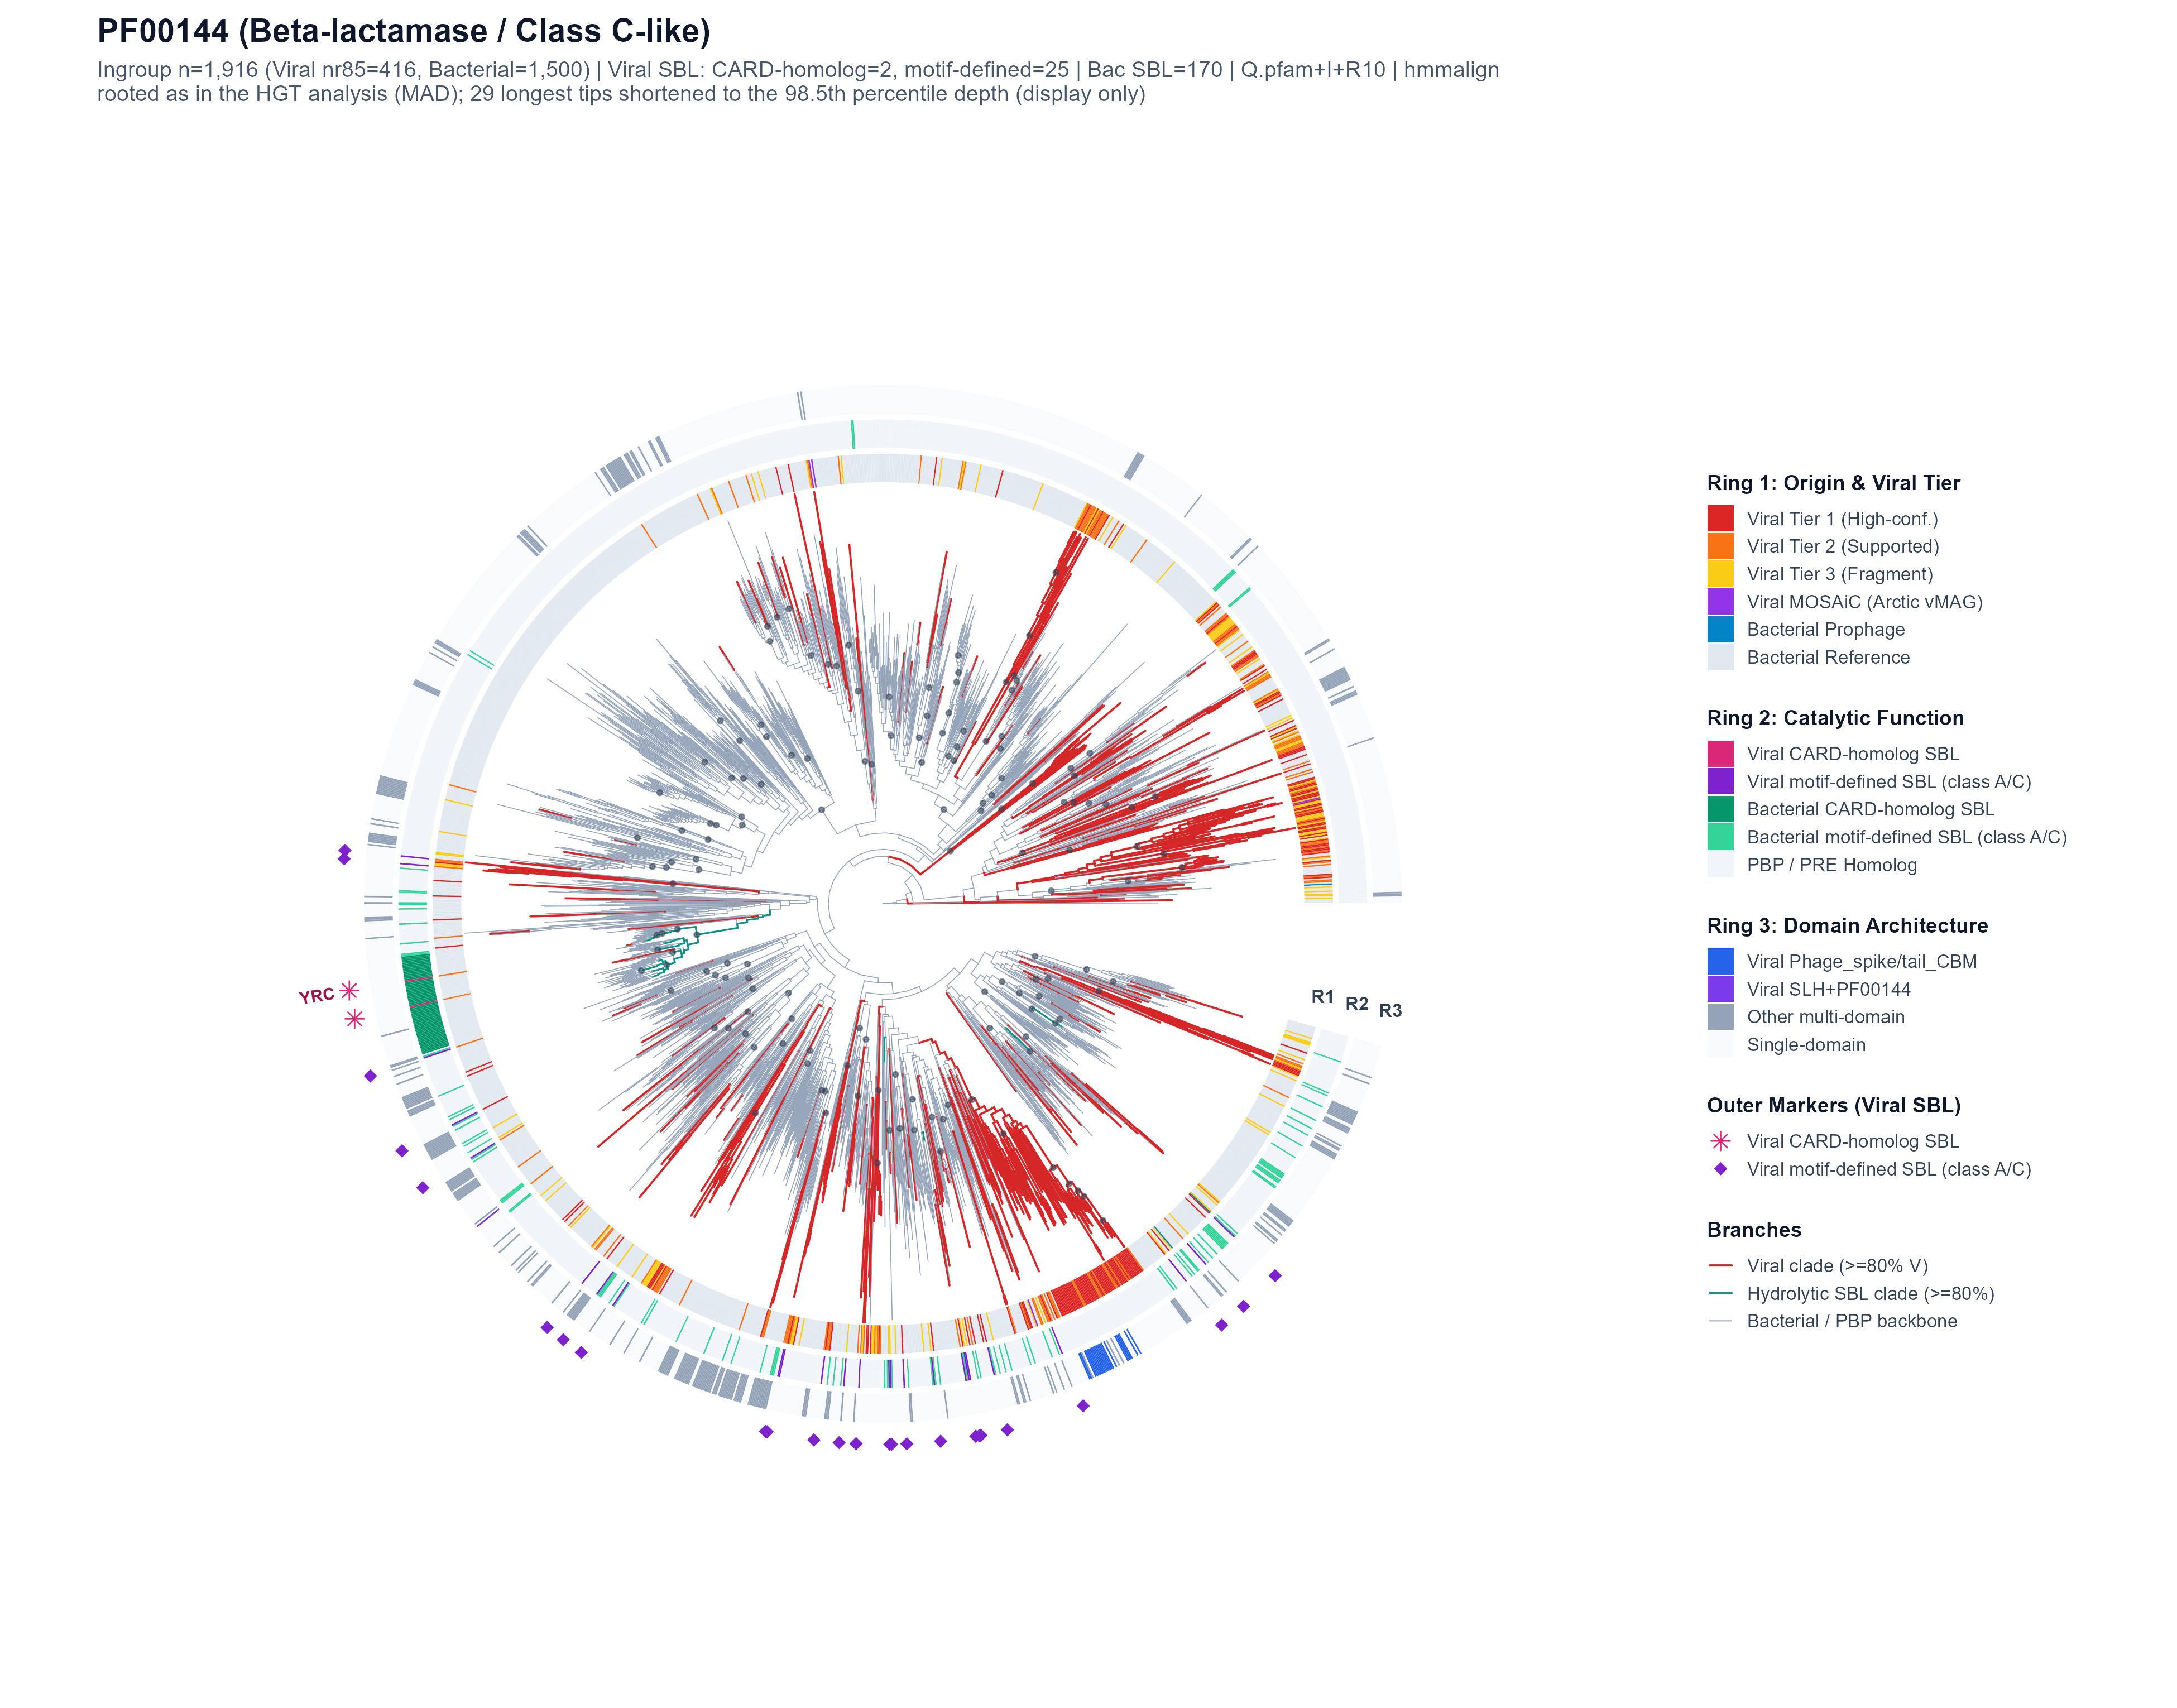 PF00144 (Beta-lactamase / Class C-like)
Ingroup n=1,916 (Viral nr85=416, Bacterial=1,500) | Viral SBL: CARD-homolog=2, motif-defined=25 | Bac SBL=170 | Q.pfam+I+R10 | hmmalign
rooted as in the HGT analysis (MAD); 29 longest tips shortened to the 98.5th percentile depth (display only)
YRC
R1
R2
R3
Ring 1: Origin & Viral Tier
Viral Tier 1 (High-conf.)
Viral Tier 2 (Supported)
Viral Tier 3 (Fragment)
Viral MOSAiC (Arctic vMAG)
Bacterial Prophage
Bacterial Reference
Ring 2: Catalytic Function
Viral CARD-homolog SBL
Viral motif-defined SBL (class A/C)
Bacterial CARD-homolog SBL
Bacterial motif-defined SBL (class A/C)
PBP / PRE Homolog
Ring 3: Domain Architecture
Viral Phage_spike/tail_CBM
Viral SLH+PF00144
Other multi-domain
Single-domain
Outer Markers (Viral SBL)
Viral CARD-homolog SBL
Viral motif-defined SBL (class A/C)
Branches
Viral clade (>=80% V)
Hydrolytic SBL clade (>=80%)
Bacterial / PBP backbone